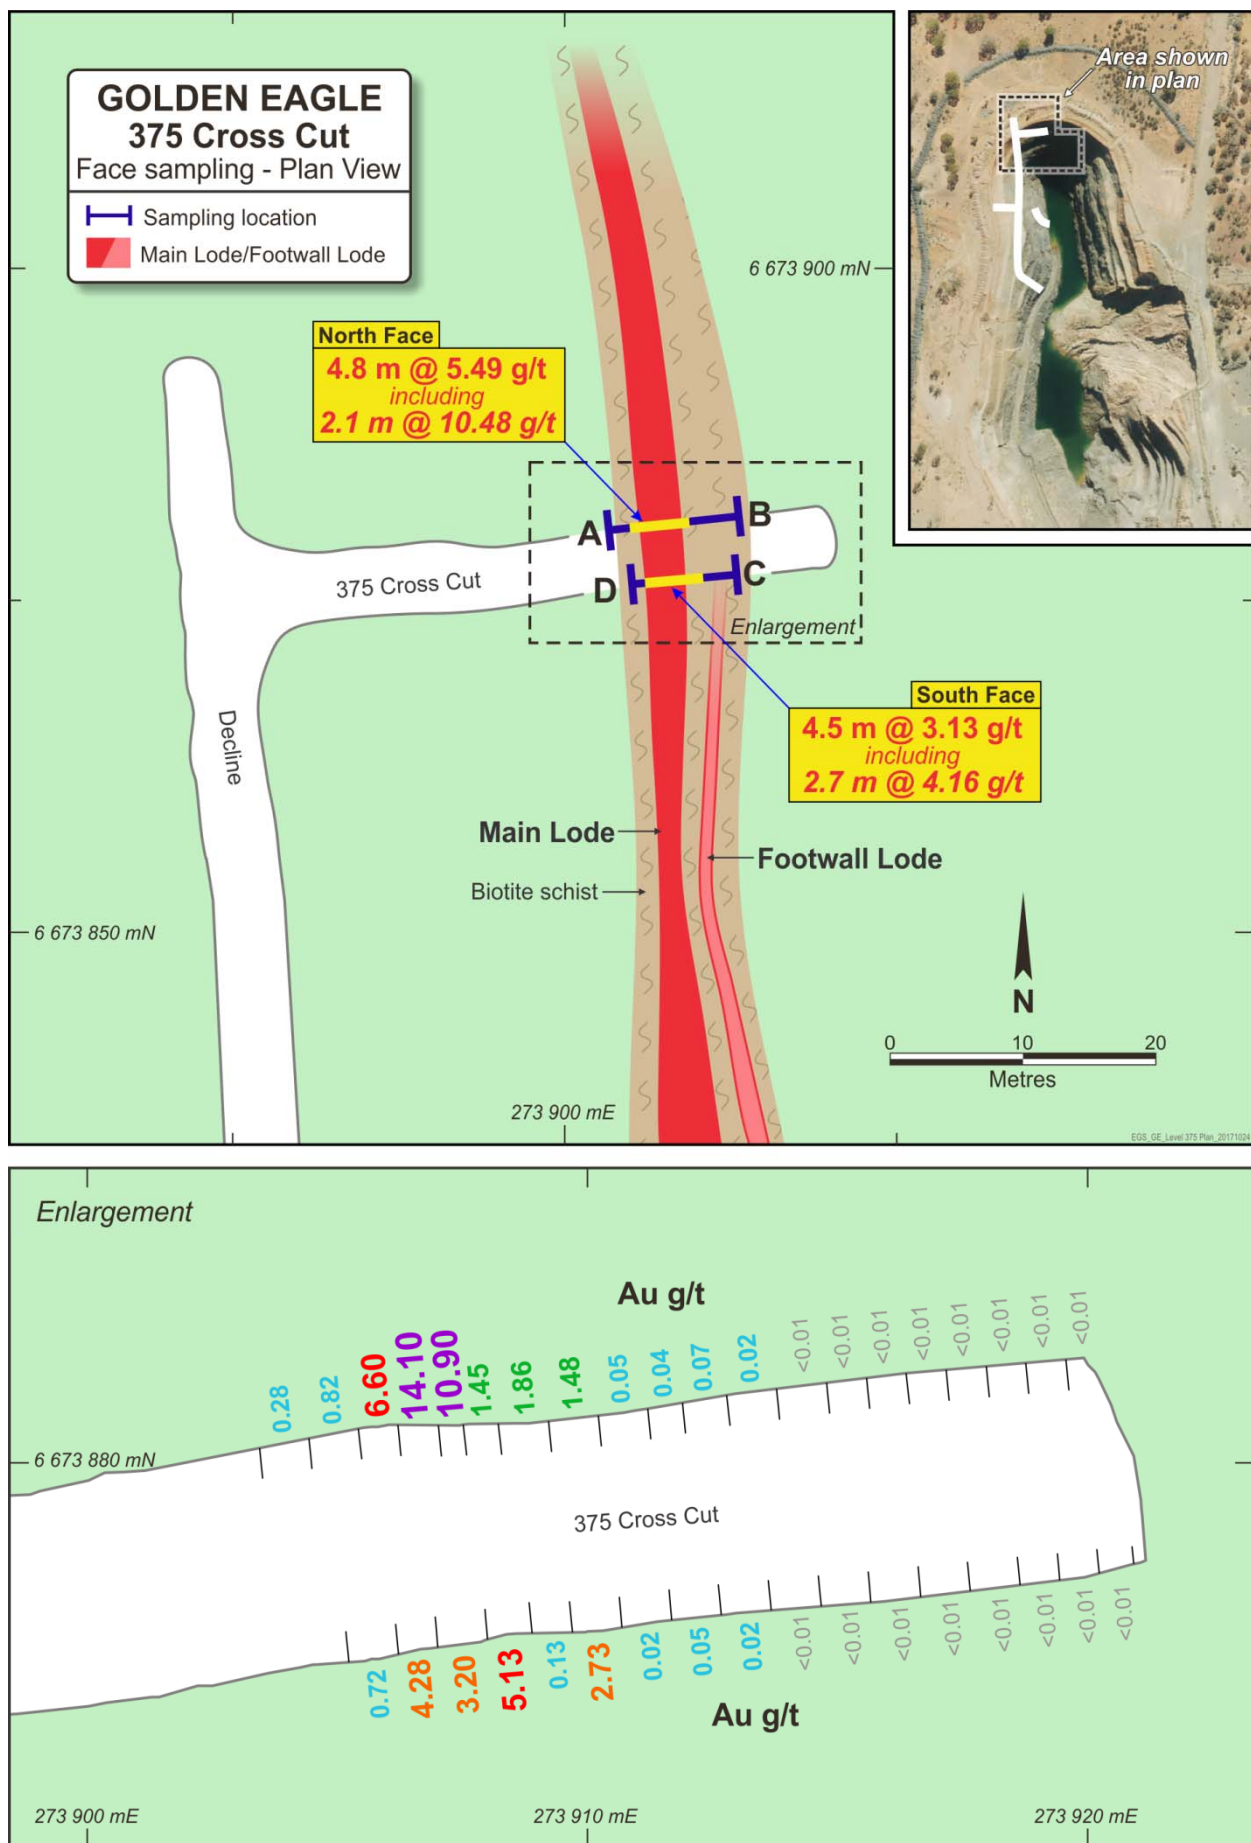 GOLDEN EAGLE
375 Cross Cut
Face sampling - Plan View
Sampling location
Main Lode/Footwall Lode
Area shown
in plan
6 673 900 mN
North Face
4.8 m @ 5.49 g/t
including
2.1 m @ 10.48 g/t
A
B
375 Cross Cut
D
C
Enlargement
South Face
4.5 m @ 3.13 g/t
including
2.7 m @ 4.16 g/t
Decline
Main Lode
Footwall Lode
Biotite schist
6 673 850 mN
N
0 10 20
Metres
273 900 mE
EGS_GE_Level 375 Plan_20171024
Enlargement
Au g/t
0.28 0.82 6.60 14.10 10.90 1.45 1.86 1.48 0.05 0.04 0.07 0.02 <0.01 <0.01 <0.01 <0.01 <0.01 <0.01 <0.01 <0.01
6 673 880 mN
375 Cross Cut
0.72 4.28 3.20 5.13 0.13 2.73 0.02 0.05 0.02 <0.01 <0.01 <0.01 <0.01 <0.01 <0.01 <0.01
Au g/t
273 900 mE 273 910 mE 273 920 mE